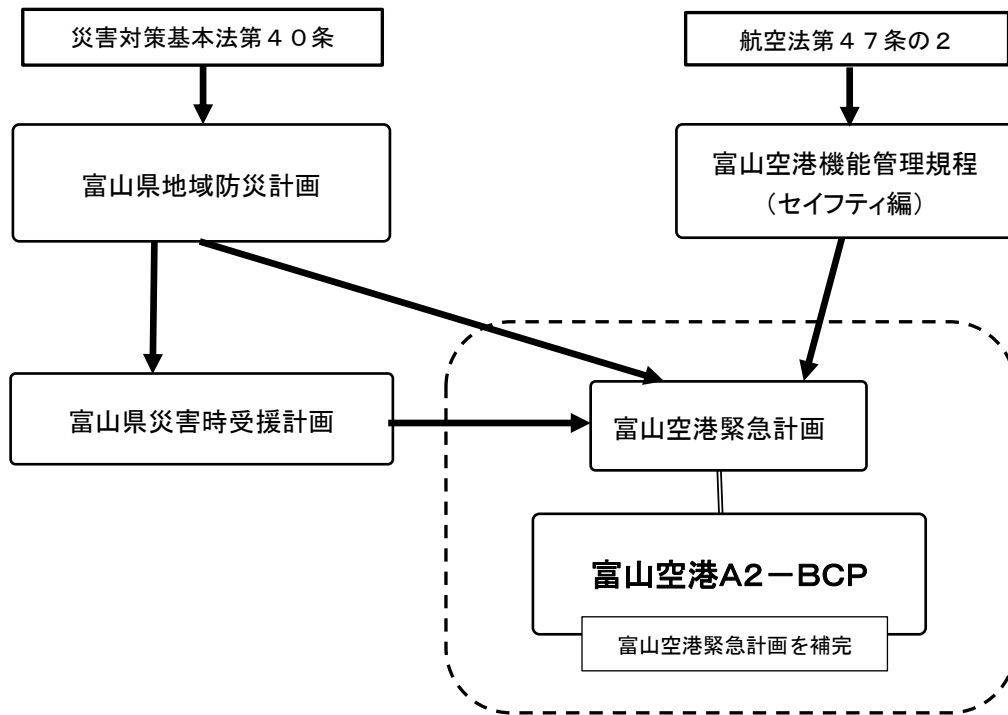 災害対策基本法第４０条
航空法第４７条の２
富山県地域防災計画
富山空港機能管理規程
（セイフティ編）
富山県災害時受援計画
富山空港緊急計画
富山空港A2－BCP
富山空港緊急計画を補完